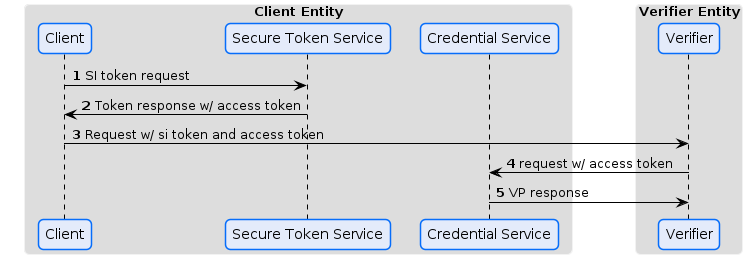 Client Entity
Verifier Entity
Client
Secure Token Service
Credential Service
Verifier
1 SI token request
2 Token response w/ access token
3 Request w/ si token and access token
4 request w/ access token
5 VP response
Client
Secure Token Service
Credential Service
Verifier